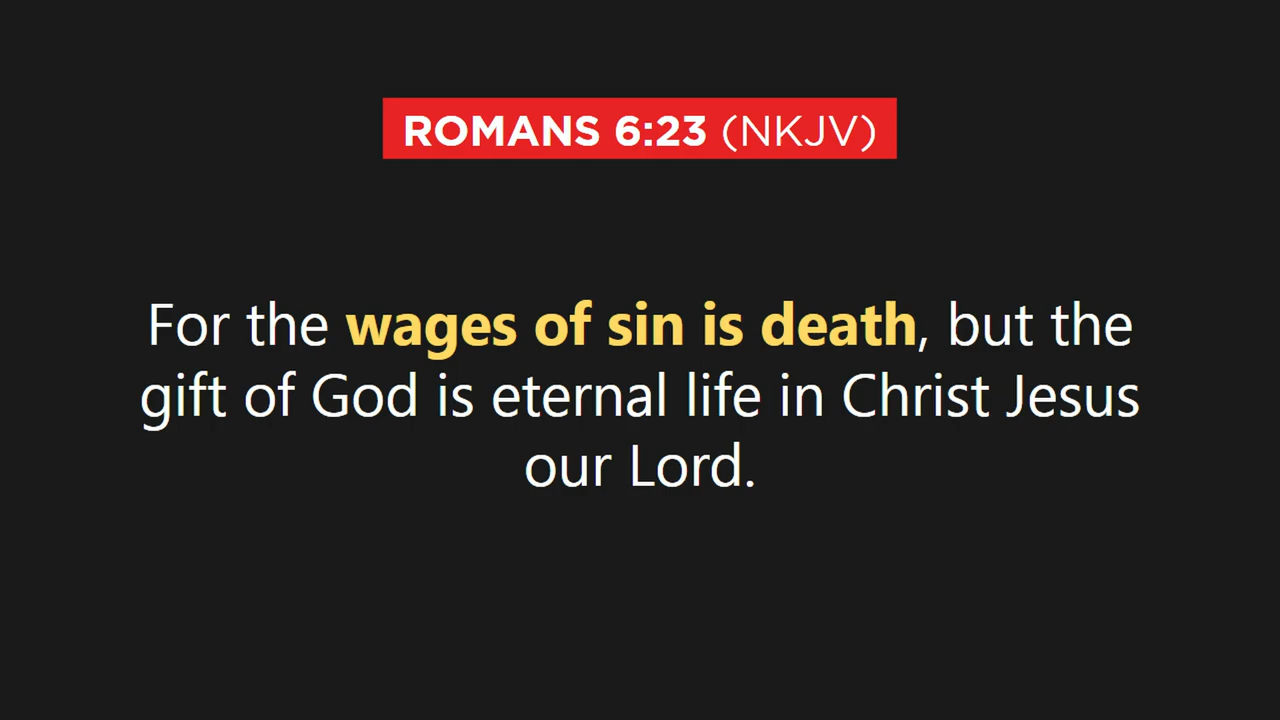 ROMANS 6:23 (NKJV)
For the wages of sin is death, but the
gift of God is eternal life in Christ Jesus
our Lord.